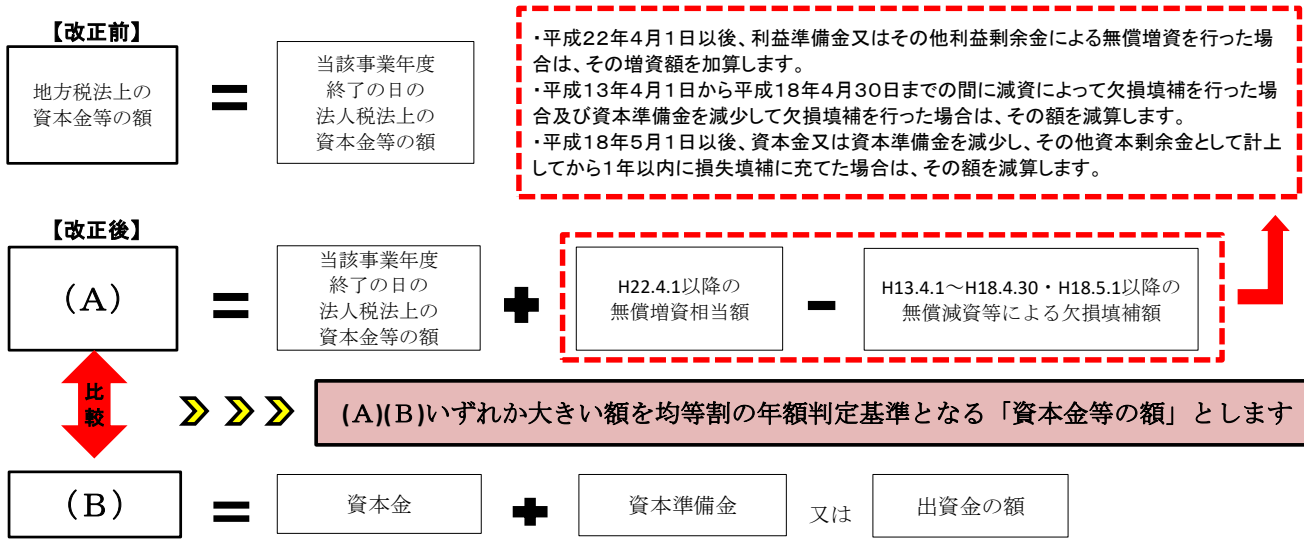 【改正前】
地方税法上の
資本金等の額
=
当該事業年度
終了の日の
法人税法上の
資本金等の額
・平成22年4月1日以後、利益準備金又はその他利益剰余金による無償増資を行った場
合は、その増資額を加算します。
・平成13年4月1日から平成18年4月30日までの間に減資によって欠損填補を行った場
合及び資本準備金を減少して欠損填補を行った場合は、その額を減算します。
・平成18年5月1日以後、資本金又は資本準備金を減少し、その他資本剰余金として計上
してから1年以内に損失填補に充てた場合は、その額を減算します。
【改正後】
(A)
=
当該事業年度
終了の日の
法人税法上の
資本金等の額
+
H22.4.1以降の
無償増資相当額
-
H13.4.1～H18.4.30・H18.5.1以降の
無償減資等による欠損填補額
比
較
(A)(B)いずれか大きい額を均等割の年額判定基準となる「資本金等の額」とします
(B)
=
資本金
+
資本準備金
又は
出資金の額